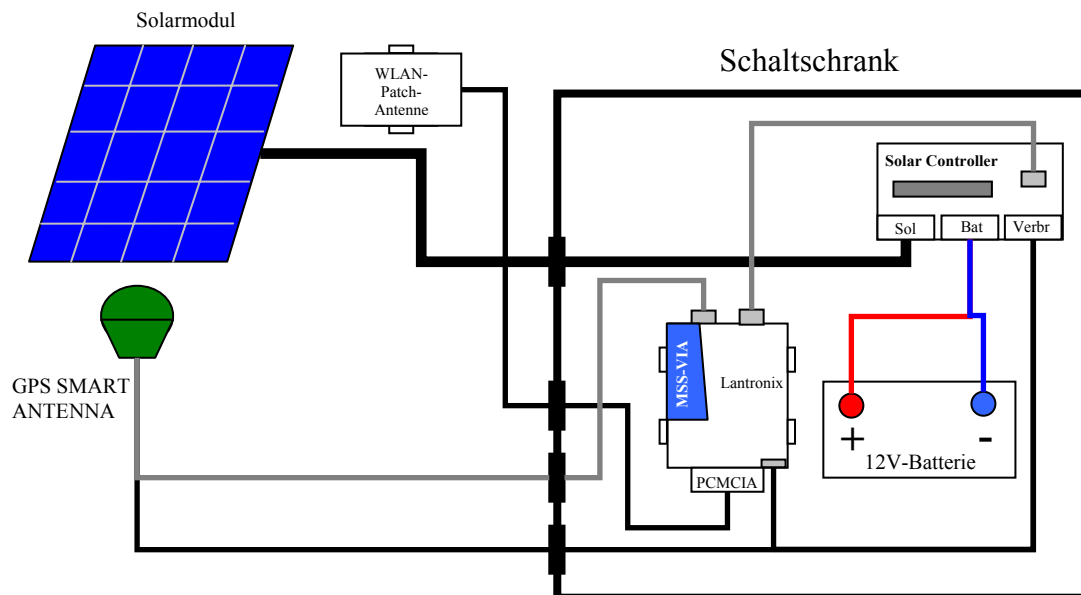 Solarmodul
WLAN-
Patch-
Antenne
Schaltschrank
Solar Controller
Sol
Bat
Verbr
MSS-VIA
Lantronix
GPS SMART
ANTENNA
+
-
12V-Batterie
PCMCIA